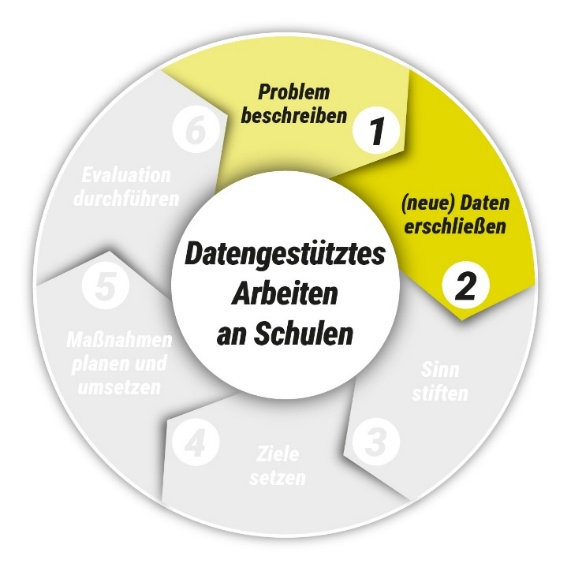 Problem
beschreiben
1
(neue) Daten
erschließen
2
Sinn
stiften
3
Ziele
setzen
4
Maßnahmen
planen und
umsetzen
5
Evaluation
durchführen
6
Datengestütztes
Arbeiten
an Schulen